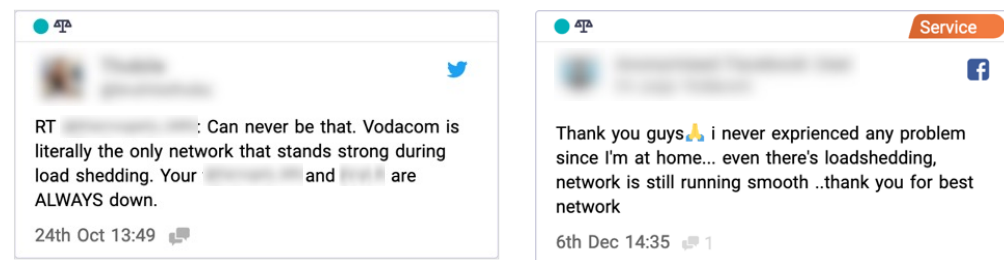 RT : Can never be that. Vodacom is
literally the only network that stands strong during
load shedding. Your and are
ALWAYS down.
24th Oct 13:49
Service
Thank you guys🙏 i never exprienced any problem
since I'm at home... even there's loadshedding,
network is still running smooth ..thank you for best
network
6th Dec 14:35 1